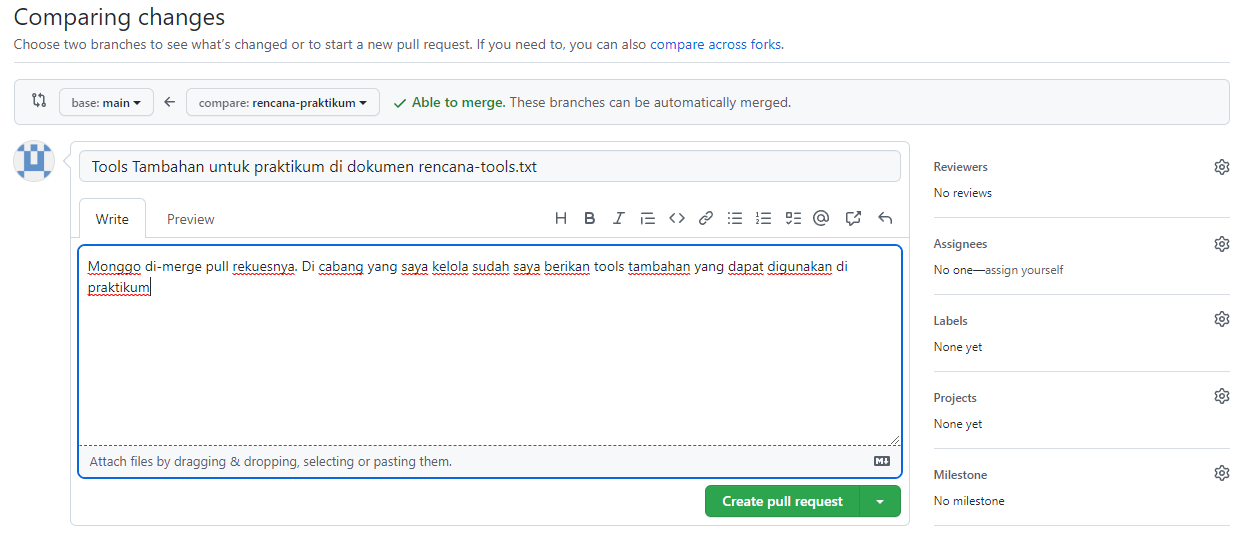 Comparing changes
Choose two branches to see what's changed or to start a new pull request. If you need to, you can also compare across forks.
base: main compare: rencana-praktikum Able to merge. These branches can be automatically merged.
Tools Tambahan untuk praktikum di dokumen rencana-tools.txt
Write Preview
Monggo di-merge pull rekuesnya. Di cabang yang saya kelola sudah saya berikan tools tambahan yang dapat digunakan di
praktikum
Attach files by dragging & dropping, selecting or pasting them.
Create pull request
Reviewers
No reviews
Assignees
No one—assign yourself
Labels
None yet
Projects
None yet
Milestone
No milestone